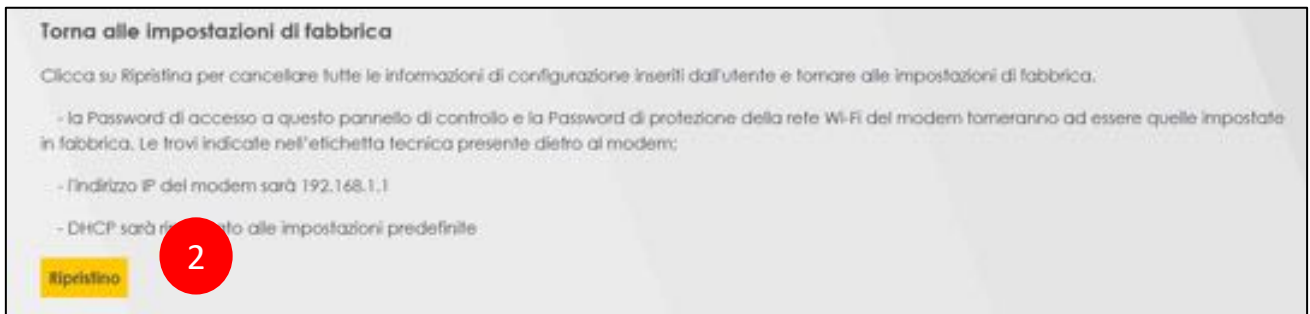 Torna alle impostazioni di fabbrica
Clicca su Ripristina per cancellare tutte le informazioni di configurazione inseriti dall'utente e tornare alle impostazioni di fabbrica.
- la Password di accesso a questo pannello di controllo e la Password di protezione della rete Wi-Fi del modem torneranno ad essere quelle impostate
in fabbrica. Le trovi indicate nell'etichetta tecnica presente dietro al modem;
- l'indirizzo IP del modem sarà 192.168.1.1
- DHCP sarà alle impostazioni predefinite
2
Ripristino